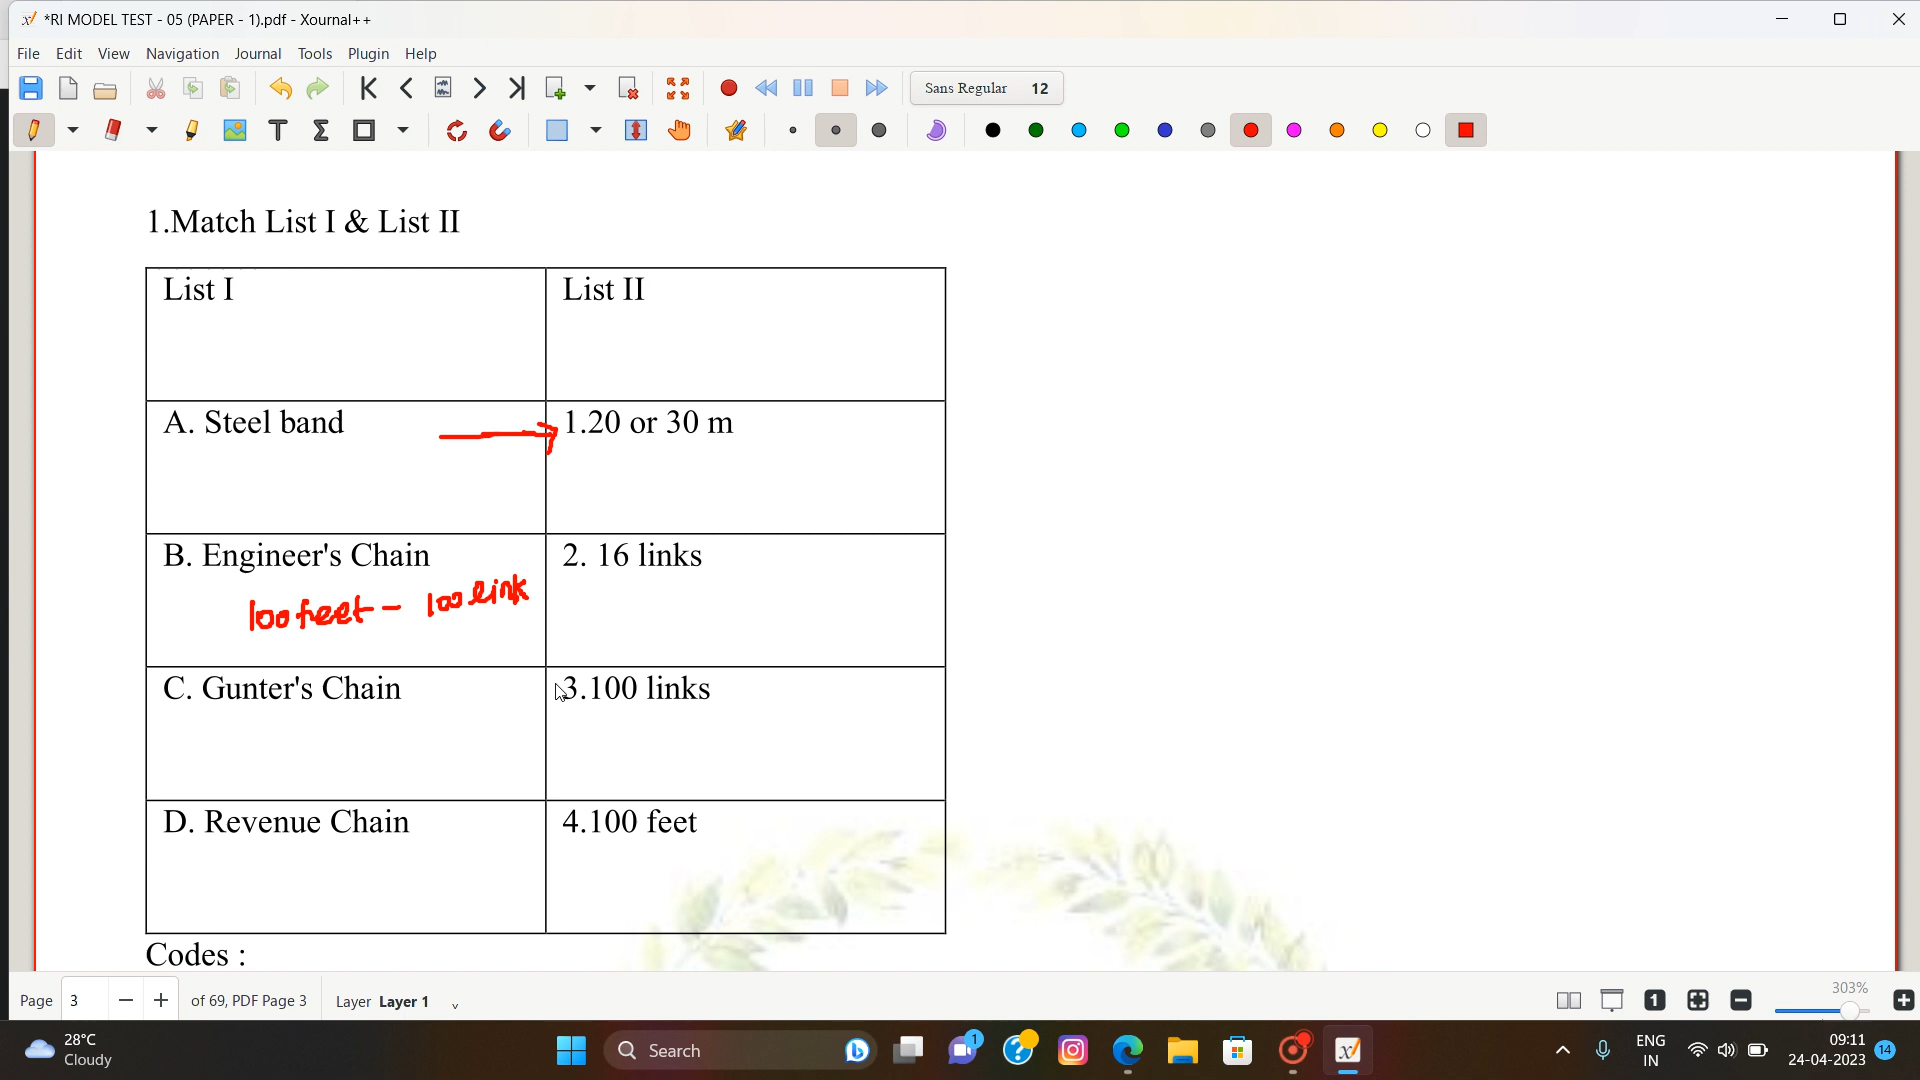 *RI MODEL TEST - 05 (PAPER - 1).pdf - Xournal++
File Edit View Navigation Journal Tools Plugin Help
Sans Regular 12
1.Match List I & List II
List I List II
A. Steel band 1.20 or 30 m
B. Engineer's Chain 2. 16 links
100 feet - 100 link
C. Gunter's Chain 3.100 links
D. Revenue Chain 4.100 feet
Codes :
Page 3 of 69, PDF Page 3 Layer Layer 1 303%
28°C
Cloudy
Search
1
ENG
IN
09:11
24-04-2023
14